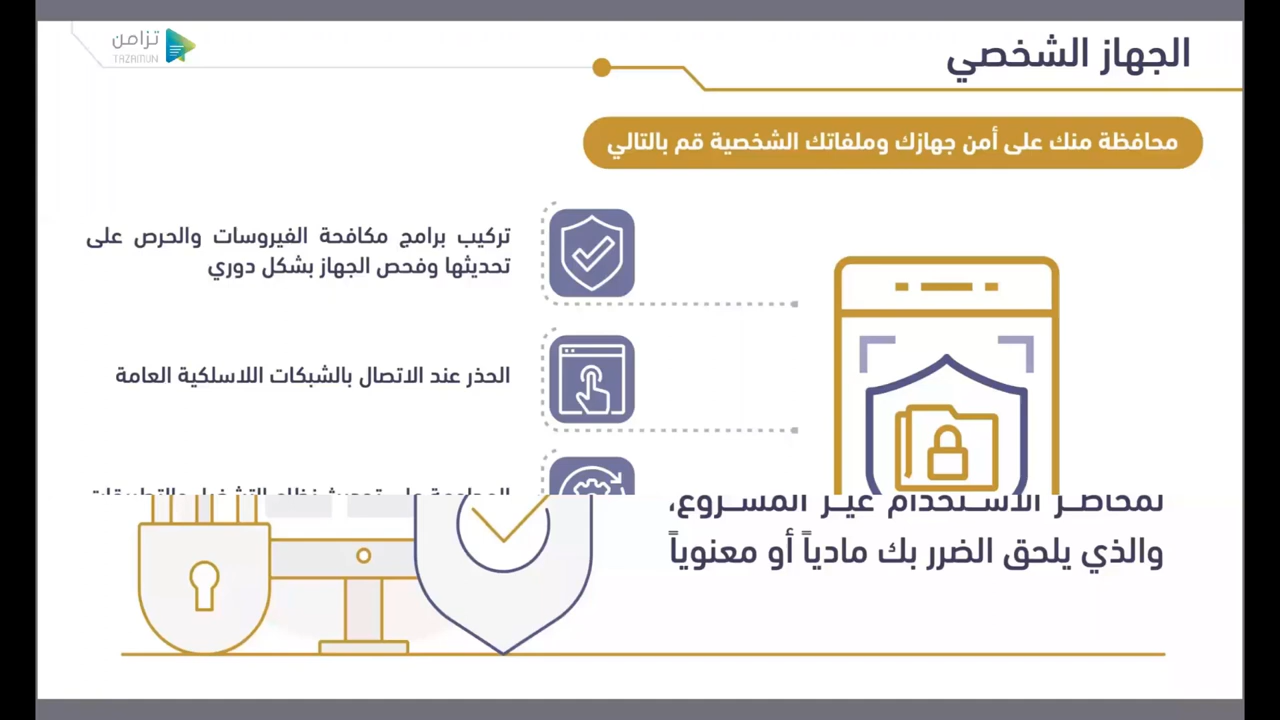 تزامن
TAZAMUN
الجهاز الشخصي
محافظة منك على أمن جهازك وملفاتك الشخصية قم بالتالي
تركيب برامج مكافحة الفيروسات والحرص على
تحديثها وفحص الجهاز بشكل دوري
الحذر عند الاتصال بالشبكات اللاسلكية العامة
والذي يلحق الضرر بك مادياً أو معنوياً